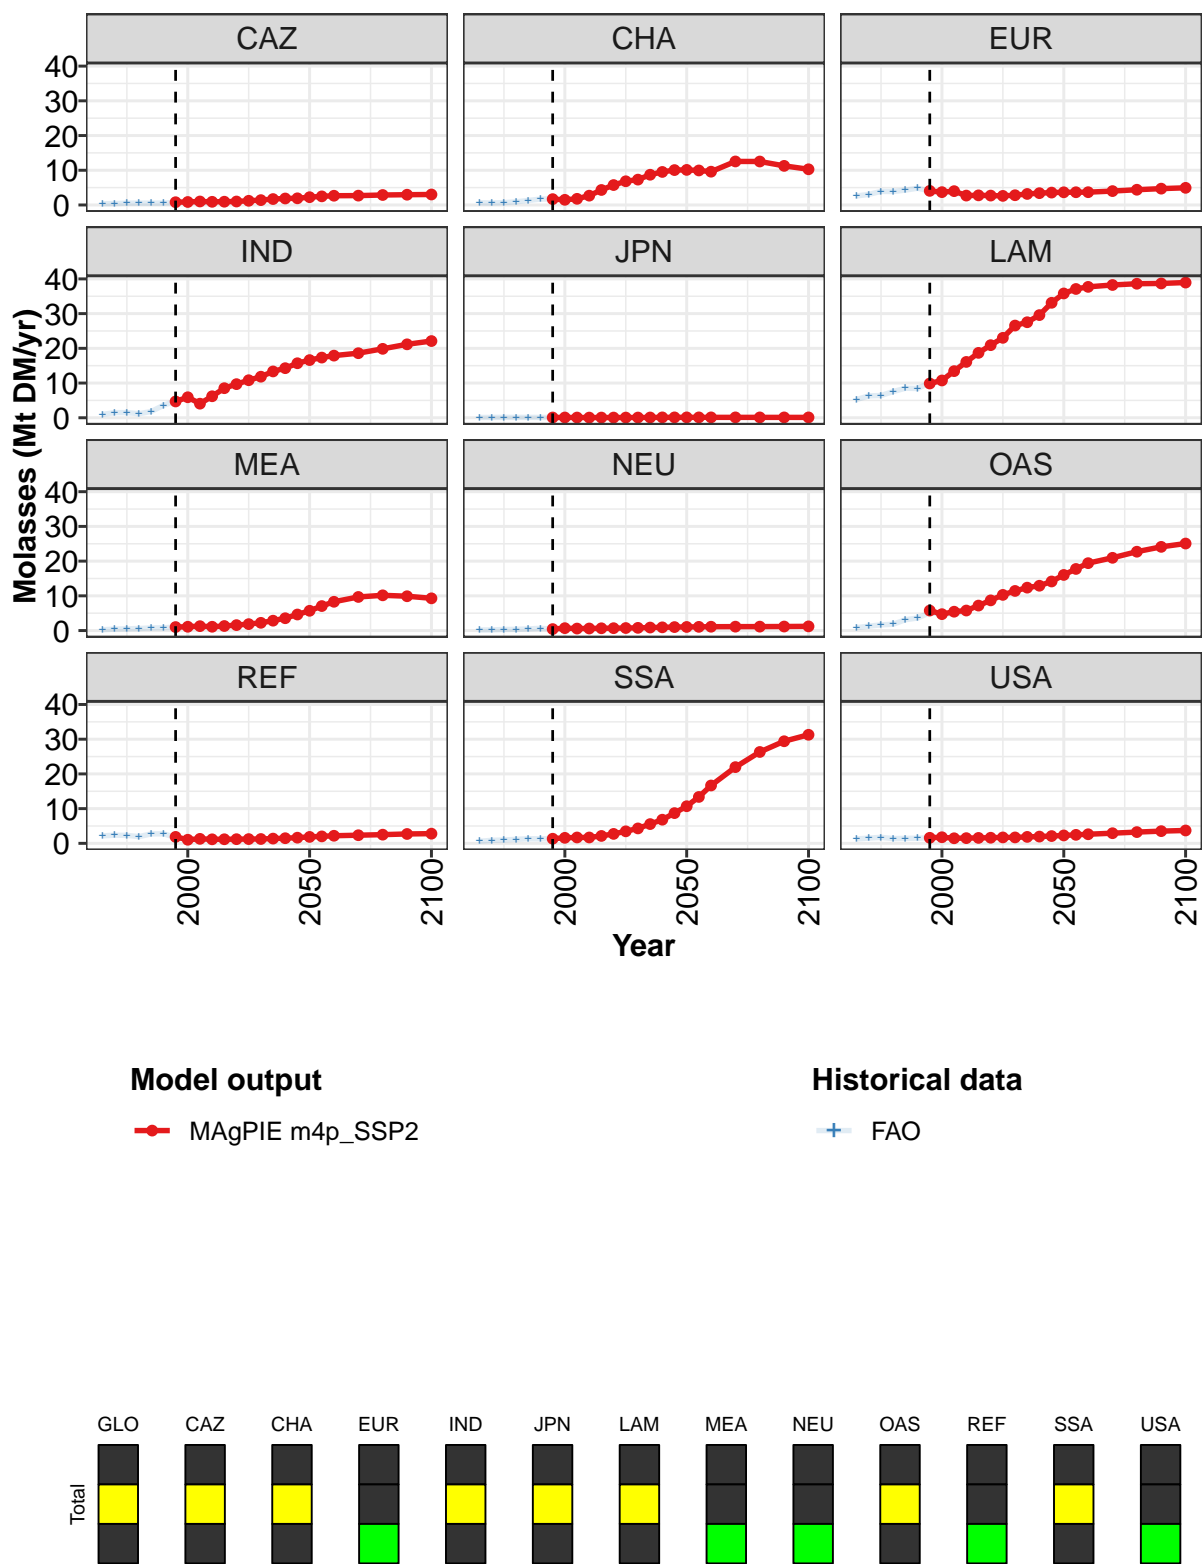 CAZ CHA EUR
40
30
20
10
0
IND JPN LAM
40
30
20
10
0
MEA NEU OAS
40
30
20
10
0
REF SSA USA
40
30
20
10
0
Molasses (Mt DM/yr)
2000 2050 2100 2000 2050 2100 2000 2050 2100
Year
Model output Historical data
MAgPIE m4p_SSP2 FAO
GLO CAZ CHA EUR IND JPN LAM MEA NEU OAS REF SSA USA
Total